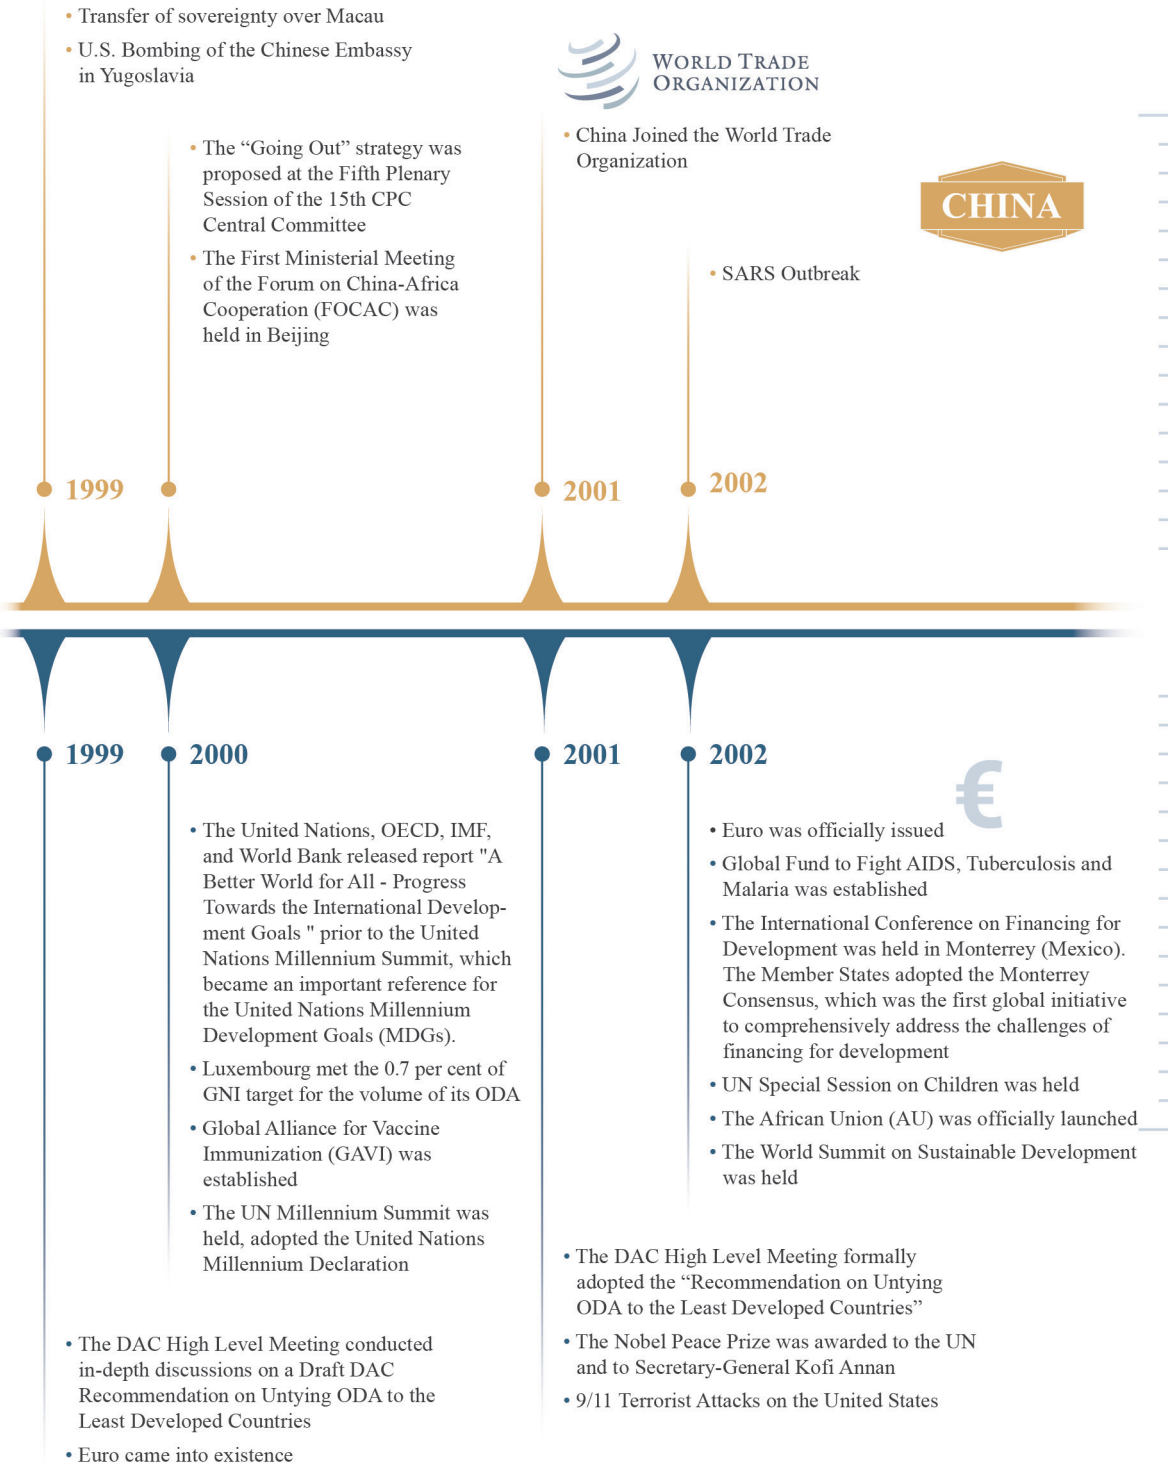 • Transfer of sovereignty over Macau
• U.S. Bombing of the Chinese Embassy
in Yugoslavia
• The “Going Out” strategy was
proposed at the Fifth Plenary
Session of the 15th CPC
Central Committee
• The First Ministerial Meeting
of the Forum on China-Africa
Cooperation (FOCAC) was
held in Beijing
WORLD TRADE
ORGANIZATION
• China Joined the World Trade
Organization
• SARS Outbreak
CHINA
1999
2001
2002
1999
2000
2001
2002
€
• The United Nations, OECD, IMF,
and World Bank released report "A
Better World for All - Progress
Towards the International Develop-
ment Goals " prior to the United
Nations Millennium Summit, which
became an important reference for
the United Nations Millennium
Development Goals (MDGs).
• Luxembourg met the 0.7 per cent of
GNI target for the volume of its ODA
• Global Alliance for Vaccine
Immunization (GAVI) was
established
• The UN Millennium Summit was
held, adopted the United Nations
Millennium Declaration
• Euro was officially issued
• Global Fund to Fight AIDS, Tuberculosis and
Malaria was established
• The International Conference on Financing for
Development was held in Monterrey (Mexico).
The Member States adopted the Monterrey
Consensus, which was the first global initiative
to comprehensively address the challenges of
financing for development
• UN Special Session on Children was held
• The African Union (AU) was officially launched
• The World Summit on Sustainable Development
was held
• The DAC High Level Meeting formally
adopted the “Recommendation on Untying
ODA to the Least Developed Countries”
• The Nobel Peace Prize was awarded to the UN
and to Secretary-General Kofi Annan
• 9/11 Terrorist Attacks on the United States
• The DAC High Level Meeting conducted
in-depth discussions on a Draft DAC
Recommendation on Untying ODA to the
Least Developed Countries
• Euro came into existence